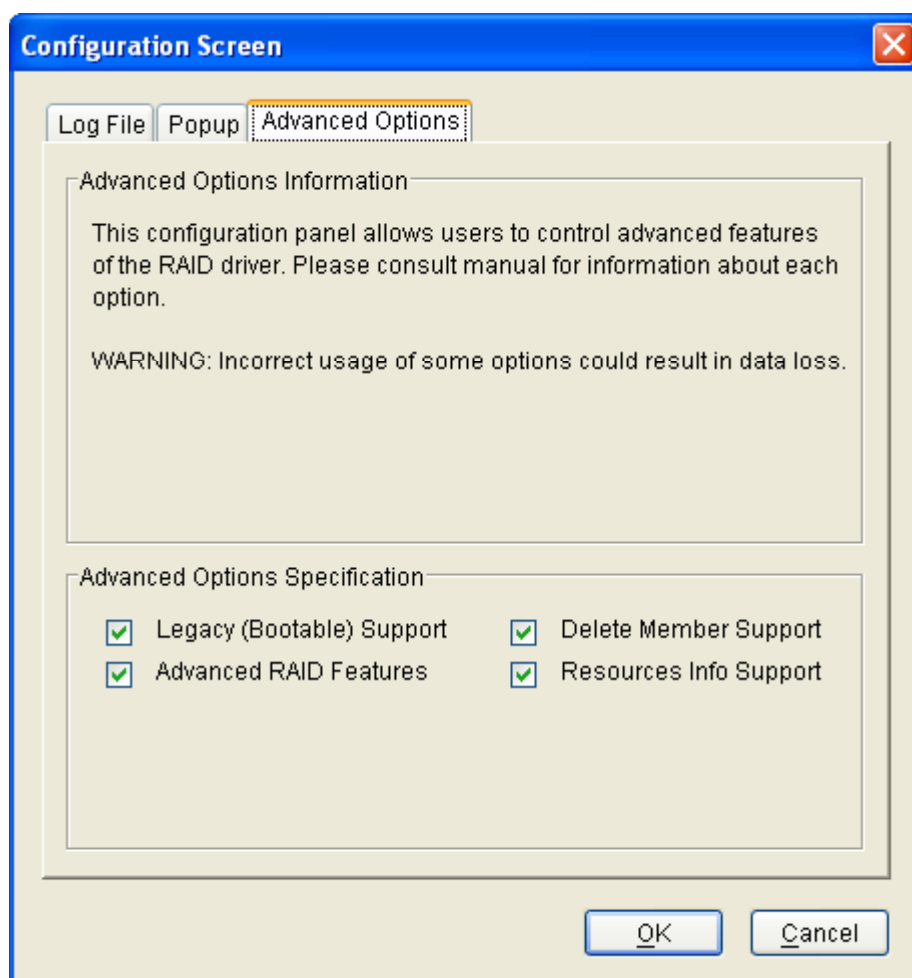 Configuration Screen
Log File Popup Advanced Options
Advanced Options Information
This configuration panel allows users to control advanced features
of the RAID driver. Please consult manual for information about each
option.
WARNING: Incorrect usage of some options could result in data loss.
Advanced Options Specification
Legacy (Bootable) Support Delete Member Support
Advanced RAID Features Resources Info Support
OK Cancel